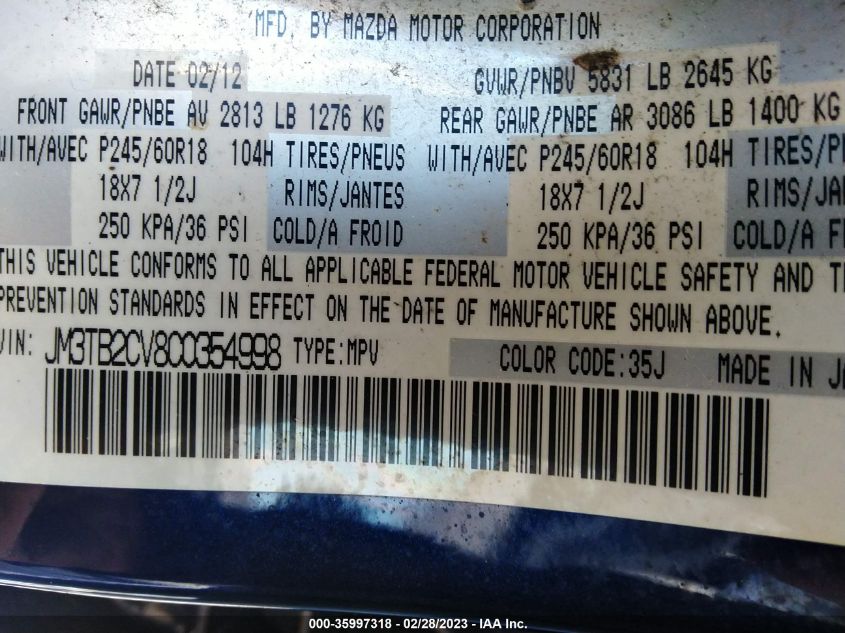 MFD. BY MAZDA MOTOR CORPORATION
DATE 02/12 GVWR/PNBV 5831 LB 2645 KG
FRONT GAWR/PNBE AV 2813 LB 1276 KG REAR GAWR/PNBE AR 3086 LB 1400 KG
WITH/AVEC P245/60R18 104H TIRES/PNEUS WITH/AVEC P245/60R18 104H TIRES/PN
18X7 1/2J RIMS/JANTES 18X7 1/2J RIMS/JAN
250 KPA/36 PSI COLD/A FROID 250 KPA/36 PSI COLD/A F
THIS VEHICLE CONFORMS TO ALL APPLICABLE FEDERAL MOTOR VEHICLE SAFETY AND T
PREVENTION STANDARDS IN EFFECT ON THE DATE OF MANUFACTURE SHOWN ABOVE.
VIN: JM3TB2CV8C0354998 TYPE:MPV COLOR CODE:35J MADE IN JA
000-35997318 / 02/28/2023 - IAA Inc.